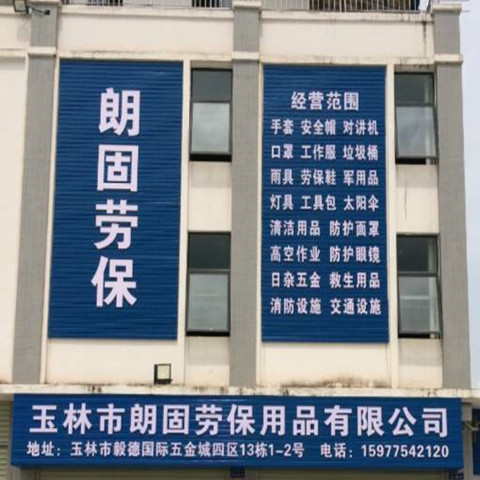 朗固劳保
经营范围
手套 安全帽 对讲机
口罩 工作服 垃圾桶
雨具 劳保鞋 军用品
灯具 工具包 太阳伞
清洁用品 防护面罩
高空作业 防护眼镜
日杂五金 救生用品
消防设施 交通设施
玉林市朗固劳保用品有限公司
地址：玉林市毅德国际五金城四区13栋1-2号 电话：15977542120